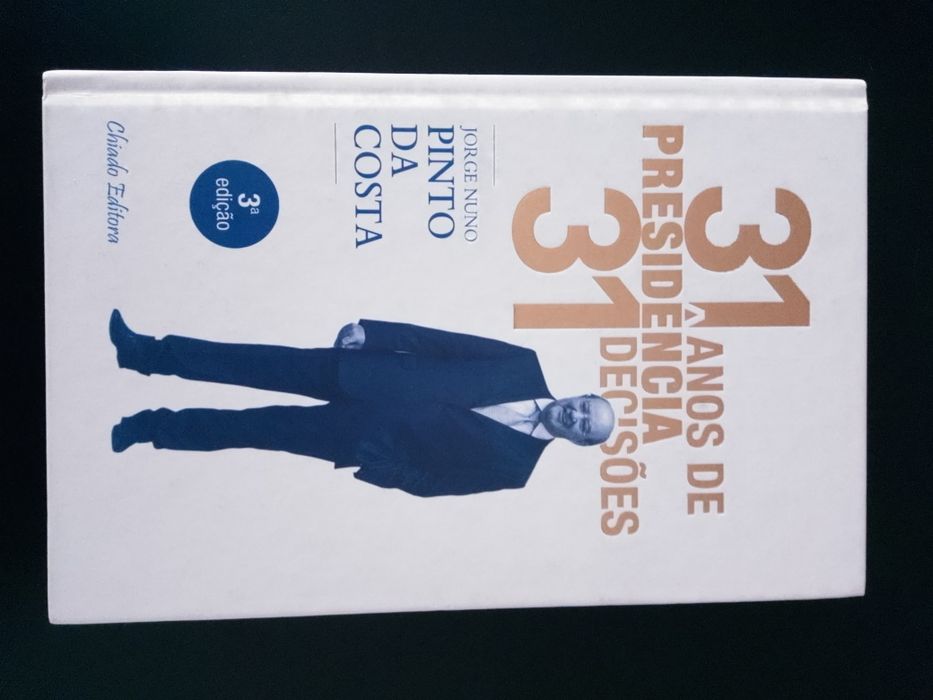 31 ANOS DE
PRESIDÊNCIA
31 DECISÕES
JORGE NUNO
PINTO
DA
COSTA
3ª
edição
Chiado Editora